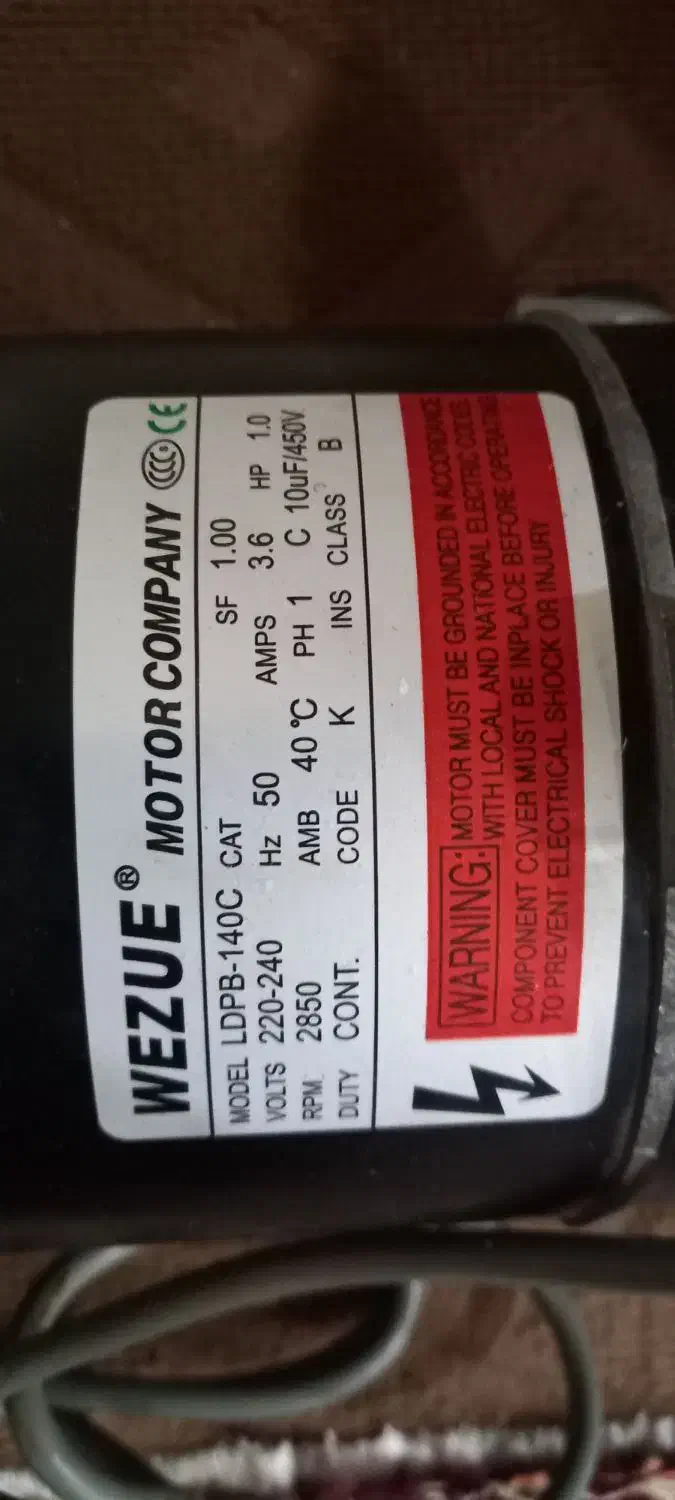 WEZUE® MOTOR COMPANY CCC CE
MODEL LDPB-140C CAT SF 1.00
VOLTS 220-240 Hz 50 AMPS 3.6 HP 1.0
RPM 2850 AMB 40℃ PH 1 C 10uF/450V
DUTY CONT. CODE K INS CLASS B
WARNING: MOTOR MUST BE GROUNDED IN ACCORDANCE
WITH LOCAL AND NATIONAL ELECTRIC CODES
COMPONENT COVER MUST BE INPLACE BEFORE OPERATING
TO PREVENT ELECTRICAL SHOCK OR INJURY